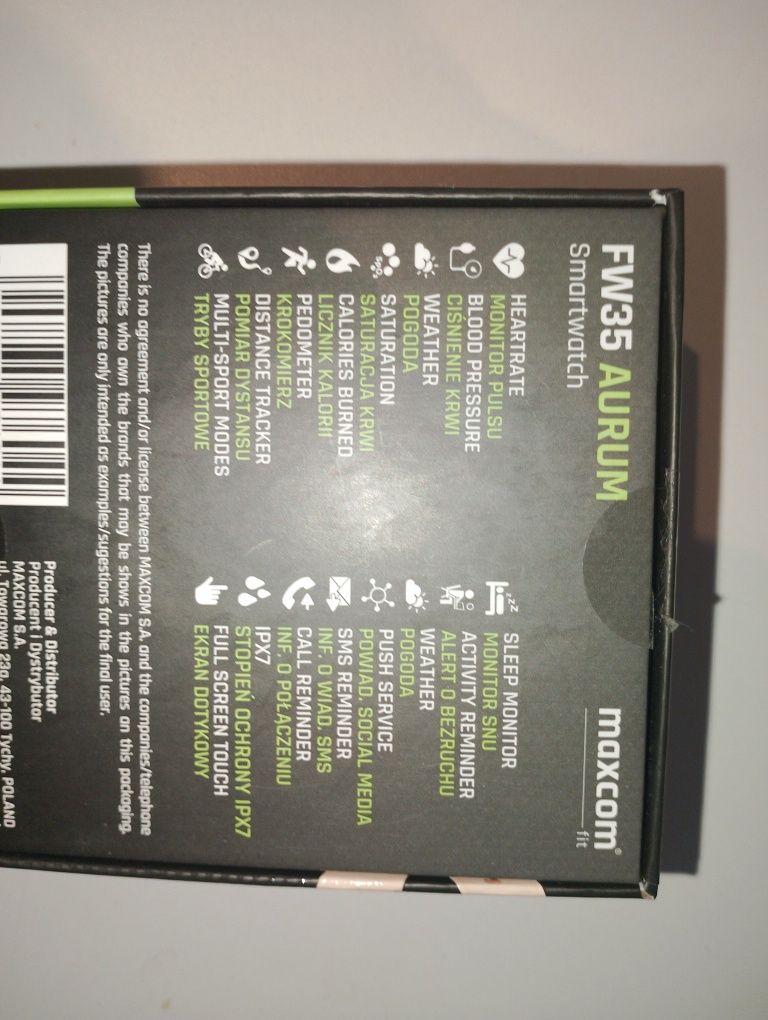 FW35 AURUM
Smartwatch
maxcom®
fit
HEARTRATE
MONITOR PULSU
BLOOD PRESSURE
CIŚNIENIE KRWI
WEATHER
POGODA
SATURATION
SATURACJA KRWI
CALORIES BURNED
LICZNIK KALORII
PEDOMETER
KROKOMIERZ
DISTANCE TRACKER
POMIAR DYSTANSU
MULTI-SPORT MODES
TRYBY SPORTOWE
SLEEP MONITOR
MONITOR SNU
ACTIVITY REMINDER
ALERT O BEZRUCHU
WEATHER
POGODA
PUSH SERVICE
POWIAD. SOCIAL MEDIA
SMS REMINDER
INF. O WIAD. SMS
CALL REMINDER
INF. O POŁĄCZENIU
IPX7
STOPIEŃ OCHRONY IPX7
FULL SCREEN TOUCH
EKRAN DOTYKOWY
There is no agreement and/or license between MAXCOM S.A. and the companies/telephone
companies who own the brands that may be shows in the pictures on this packaging.
The pictures are only intended as examples/sugestions for the final user.
Producer & Distributor
Producent i Dystrybutor
MAXCOM S.A.
ul. Towarowa 23a, 43-100 Tychy, POLAND